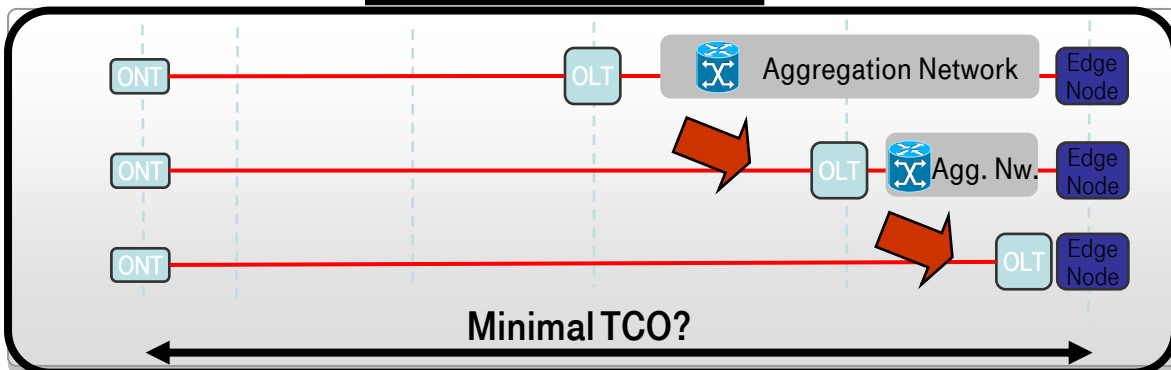 ONT OLT Aggregation Network Edge
Node
ONT OLT Agg. Nw. Edge
Node
ONT OLT Edge
Node
Minimal TCO?